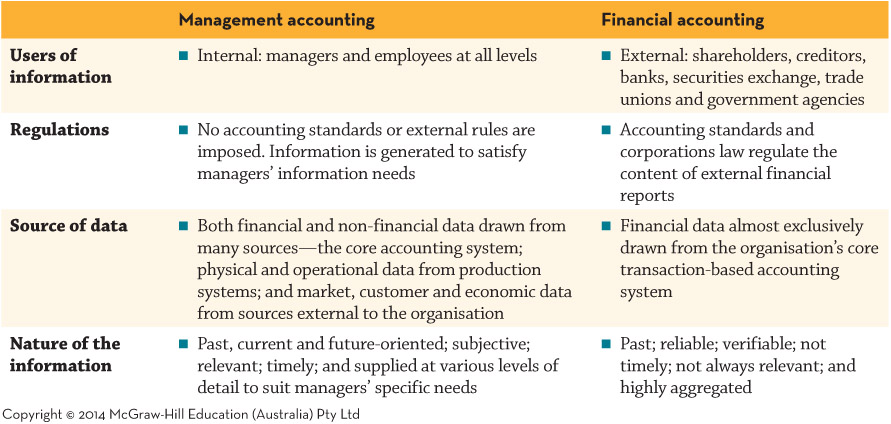 Management accounting
Financial accounting
Users of
information
■ Internal: managers and employees at all levels
■ External: shareholders, creditors,
banks, securities exchange, trade
unions and government agencies
Regulations
■ No accounting standards or external rules are
imposed. Information is generated to satisfy
managers’ information needs
■ Accounting standards and
corporations law regulate the
content of external financial
reports
Source of data
■ Both financial and non-financial data drawn from
many sources—the core accounting system;
physical and operational data from production
systems; and market, customer and economic data
from sources external to the organisation
■ Financial data almost exclusively
drawn from the organisation’s core
transaction-based accounting
system
Nature of the
information
■ Past, current and future-oriented; subjective;
relevant; timely; and supplied at various levels of
detail to suit managers’ specific needs
■ Past; reliable; verifiable; not
timely; not always relevant; and
highly aggregated
Copyright © 2014 McGraw-Hill Education (Australia) Pty Ltd